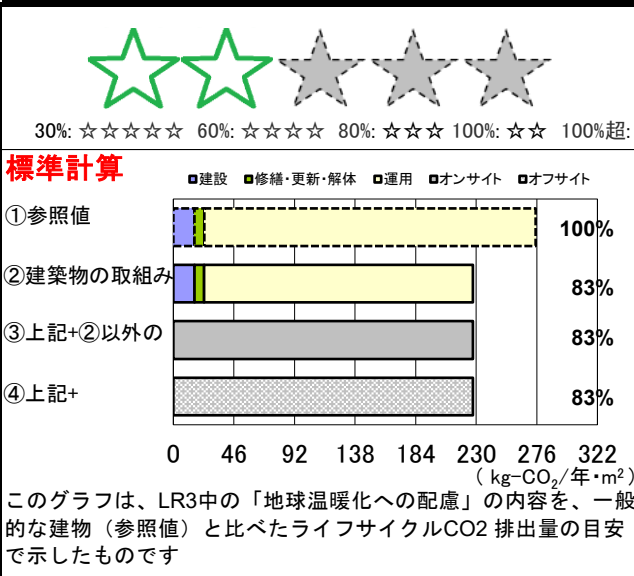 30%: ☆☆☆☆☆ 60%: ☆☆☆☆ 80%: ☆☆☆ 100%: ☆☆ 100%超:
標準計算
■建設 ■修繕・更新・解体 ■運用 ■オンサイト ■オフサイト
①参照値 100%
②建築物の取組み 83%
③上記+②以外の 83%
④上記+ 83%
0 46 92 138 184 230 276 322
( kg-CO₂/年・m²)
このグラフは、LR3中の「地球温暖化への配慮」の内容を、一般
的な建物（参照値）と比べたライフサイクルCO2 排出量の目安
で示したものです